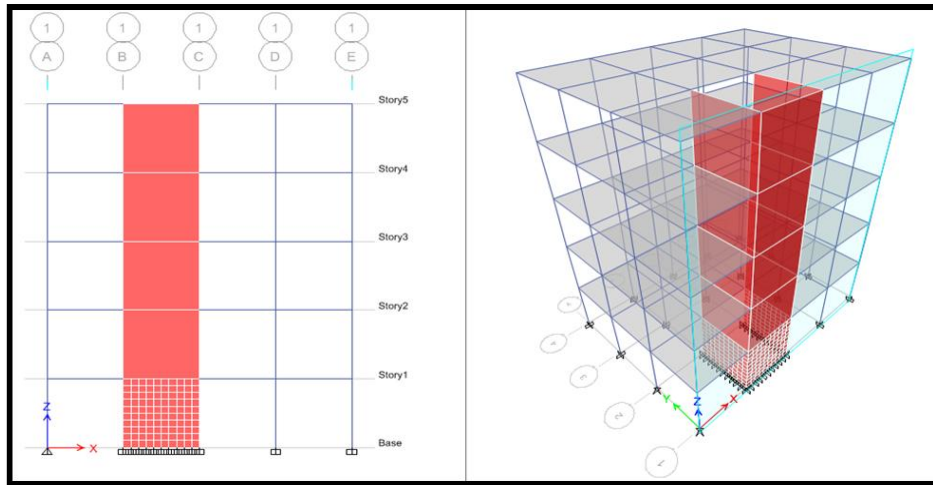 1 1 1 1 1
A B C D E
Story5
Story4
Story3
Story2
Story1
Z
X
Base
Z
Y
X